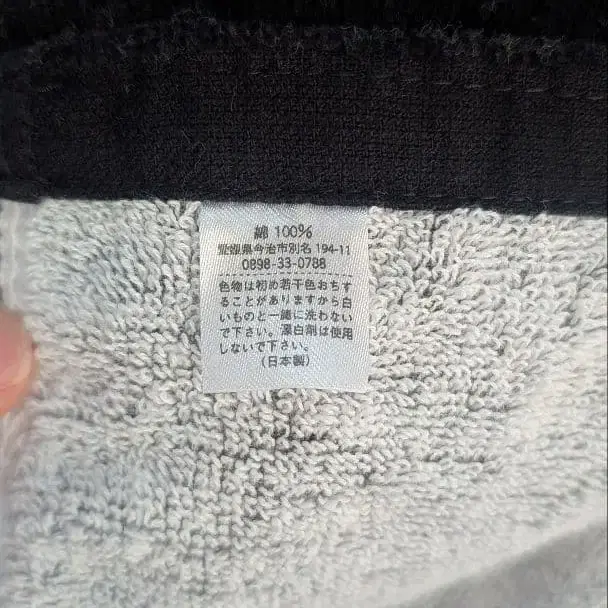 綿 100%
愛媛県今治市別名 194-11
0898-33-0788
色物は初め若干色おちす
ることがありますから白
いものと一緒に洗わない
で下さい。漂白剤は使用
しないで下さい。
(日本製)